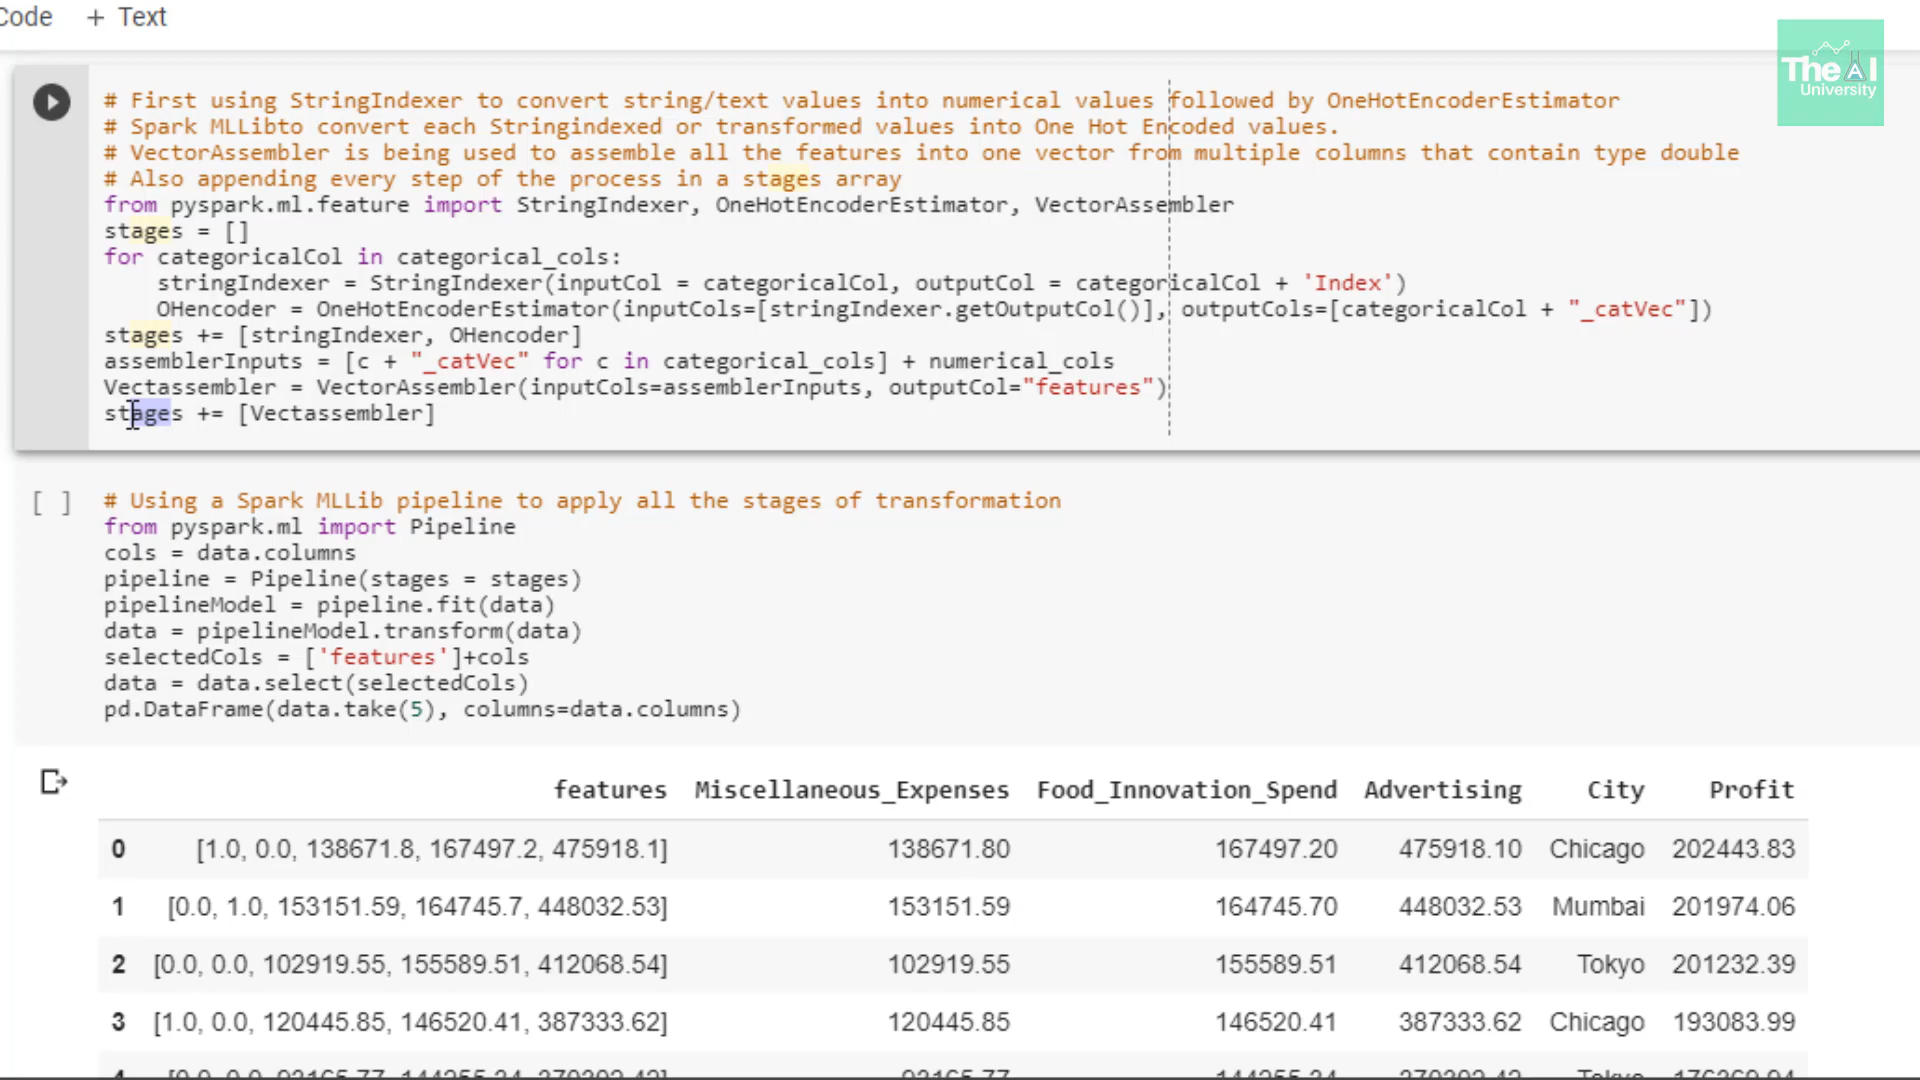 Code + Text
The AI
University
# First using StringIndexer to convert string/text values into numerical values followed by OneHotEncoderEstimator
# Spark MLLibto convert each Stringindexed or transformed values into One Hot Encoded values.
# VectorAssembler is being used to assemble all the features into one vector from multiple columns that contain type double
# Also appending every step of the process in a stages array
from pyspark.ml.feature import StringIndexer, OneHotEncoderEstimator, VectorAssembler
stages = []
for categoricalCol in categorical_cols:
    stringIndexer = StringIndexer(inputCol = categoricalCol, outputCol = categoricalCol + 'Index')
    OHencoder = OneHotEncoderEstimator(inputCols=[stringIndexer.getOutputCol()], outputCols=[categoricalCol + "_catVec"])
stages += [stringIndexer, OHencoder]
assemblerInputs = [c + "_catVec" for c in categorical_cols] + numerical_cols
Vectassembler = VectorAssembler(inputCols=assemblerInputs, outputCol="features")
stages += [Vectassembler]
[ ] # Using a Spark MLLib pipeline to apply all the stages of transformation
from pyspark.ml import Pipeline
cols = data.columns
pipeline = Pipeline(stages = stages)
pipelineModel = pipeline.fit(data)
data = pipelineModel.transform(data)
selectedCols = ['features']+cols
data = data.select(selectedCols)
pd.DataFrame(data.take(5), columns=data.columns)
features Miscellaneous_Expenses Food_Innovation_Spend Advertising City Profit
0 [1.0, 0.0, 138671.8, 167497.2, 475918.1] 138671.80 167497.20 475918.10 Chicago 202443.83
1 [0.0, 1.0, 153151.59, 164745.7, 448032.53] 153151.59 164745.70 448032.53 Mumbai 201974.06
2 [0.0, 0.0, 102919.55, 155589.51, 412068.54] 102919.55 155589.51 412068.54 Tokyo 201232.39
3 [1.0, 0.0, 120445.85, 146520.41, 387333.62] 120445.85 146520.41 387333.62 Chicago 193083.99